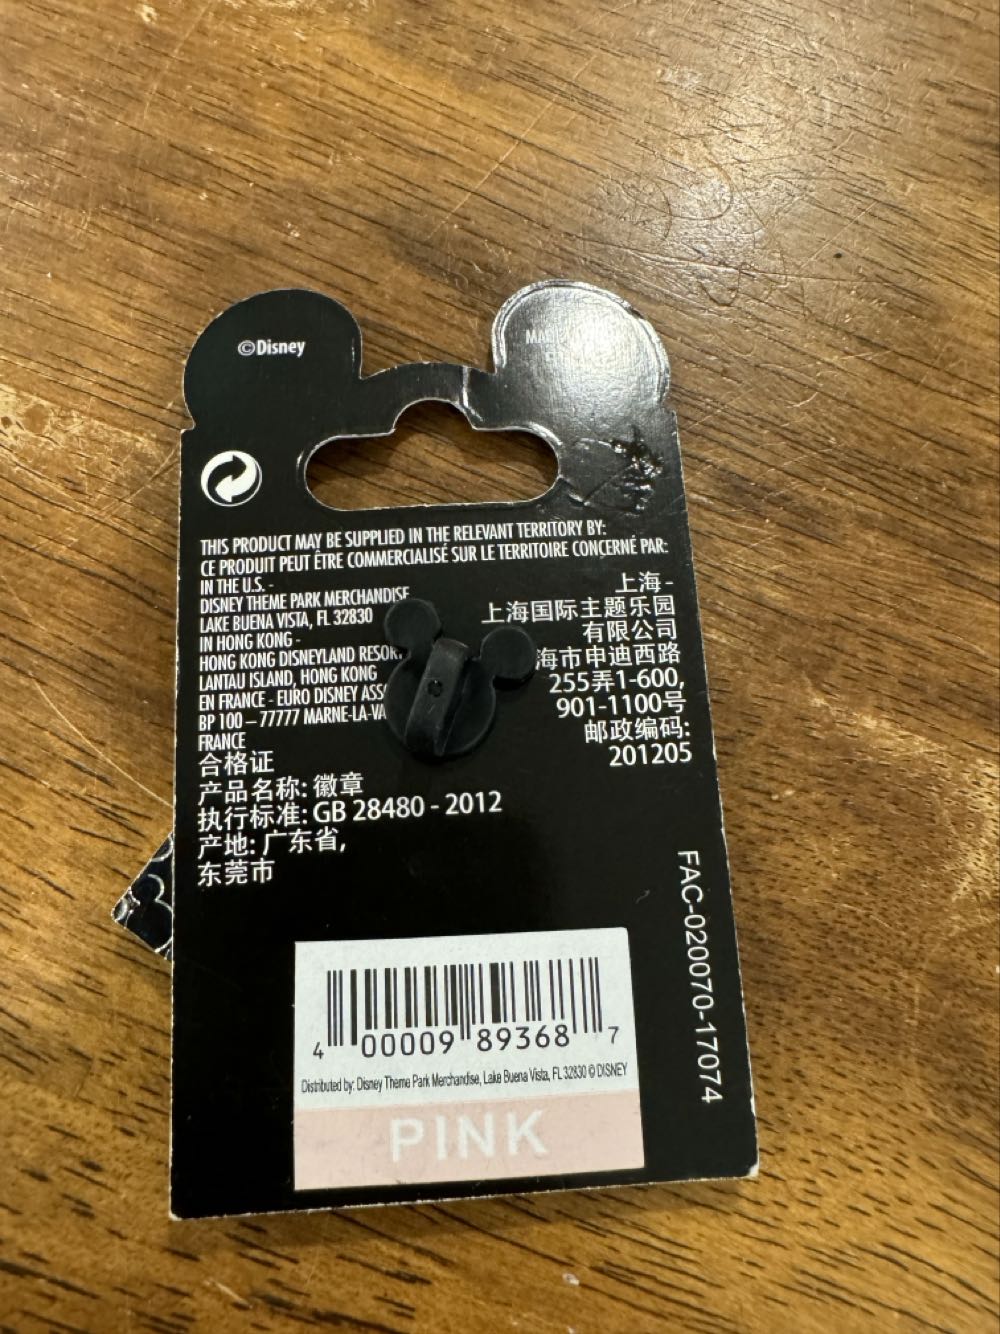 ©Disney
THIS PRODUCT MAY BE SUPPLIED IN THE RELEVANT TERRITORY BY:
CE PRODUIT PEUT ÊTRE COMMERCIALISÉ SUR LE TERRITOIRE CONCERNÉ PAR:
IN THE U.S. -
DISNEY THEME PARK MERCHANDISE
LAKE BUENA VISTA, FL 32830
IN HONG KONG -
HONG KONG DISNEYLAND RESORT
LANTAU ISLAND, HONG KONG
EN FRANCE - EURO DISNEY
BP 100 – 77777
FRANCE
上海-
上海国际主题乐园
有限公司
海市申迪西路
255弄1-600,
901-1100号
邮政编码:
201205
合格证
产品名称: 徽章
执行标准: GB 28480 - 2012
产地: 广东省,
东莞市
FAC-020070-17074
4 00009 89368 7
Distributed by: Disney Theme Park Merchandise, Lake Buena Vista, FL 32830 © DISNEY
PINK